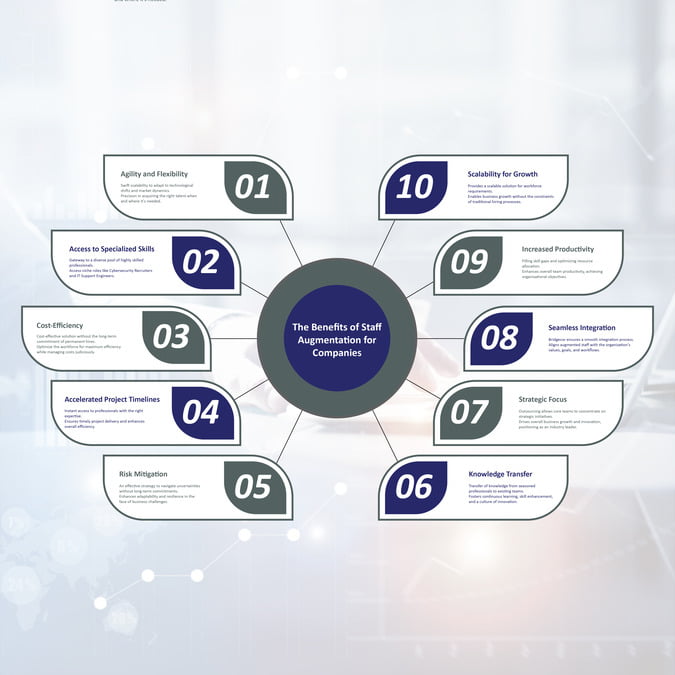 and where it's needed.
The Benefits of Staff
Augmentation for
Companies
Agility and Flexibility
Swift scalability to adapt to technological
shifts and market dynamics.
Precision in acquiring the right talent when
and where it's needed.
01
Access to Specialized Skills
Gateway to a diverse pool of highly skilled
professionals.
Access niche roles like Cybersecurity Recruiters
and IT Support Engineers.
02
Cost-Efficiency
Cost effective solution without the long-term
commitment of permanent hires.
Optimize the workforce for maximum efficiency
while managing costs judiciously.
03
Accelerated Project Timelines
Instant access to professionals with the right
expertise.
Ensures timely project delivery and enhances
overall efficiency.
04
Risk Mitigation
An effective strategy to navigate uncertainties
without long-term commitments.
Enhances adaptability and resilience in the
face of business challenges.
05
06
Knowledge Transfer
Transfer of knowledge from seasoned
professionals to existing teams.
Fosters continuous learning, skill enhancement,
and a culture of innovation.
07
Strategic Focus
Outsourcing allows core teams to concentrate on
strategic initiatives.
Drives overall business growth and innovation,
positioning as an industry leader.
08
Seamless Integration
Bridgence ensures a smooth integration process.
Aligns augmented staff with the organization's
values, goals, and workflows.
09
Increased Productivity
Filling skill gaps and optimizing resource
allocation.
Enhances overall team productivity, achieving
organizational objectives.
10
Scalability for Growth
Provides a scalable solution for workforce
requirements.
Enables business growth without the constraints
of traditional hiring processes.